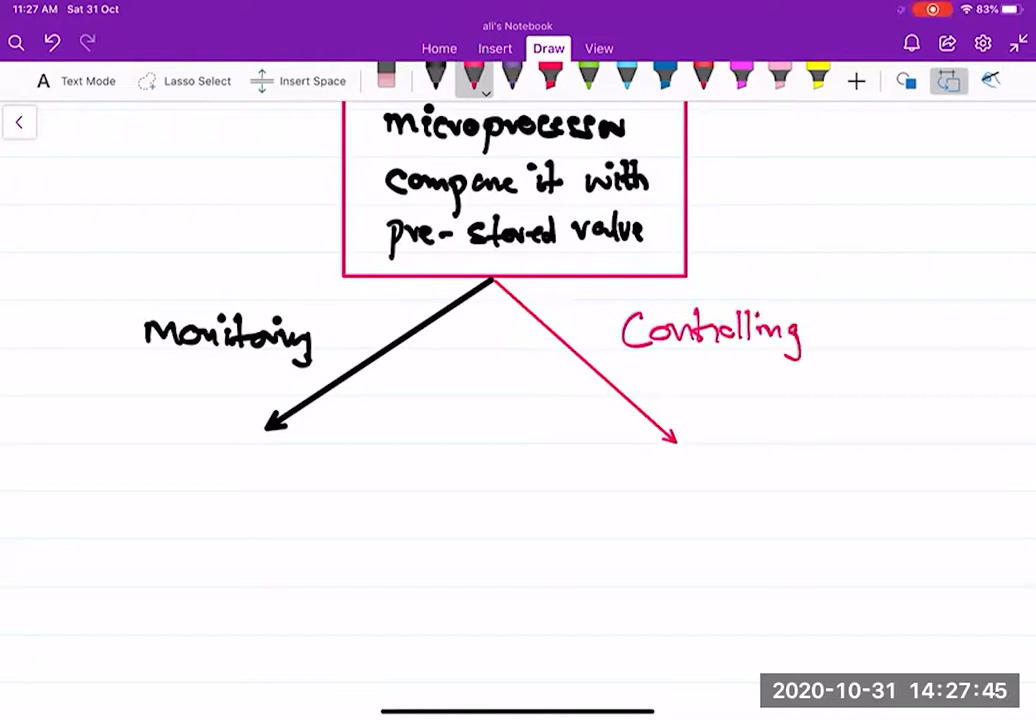 11:27 AM Sat 31 Oct
83%
ali's Notebook
Home Insert Draw View
A Text Mode Lasso Select Insert Space
microprocessor
compare it with
pre-stored value
Monitoring Controlling
2020-10-31 14:27:45